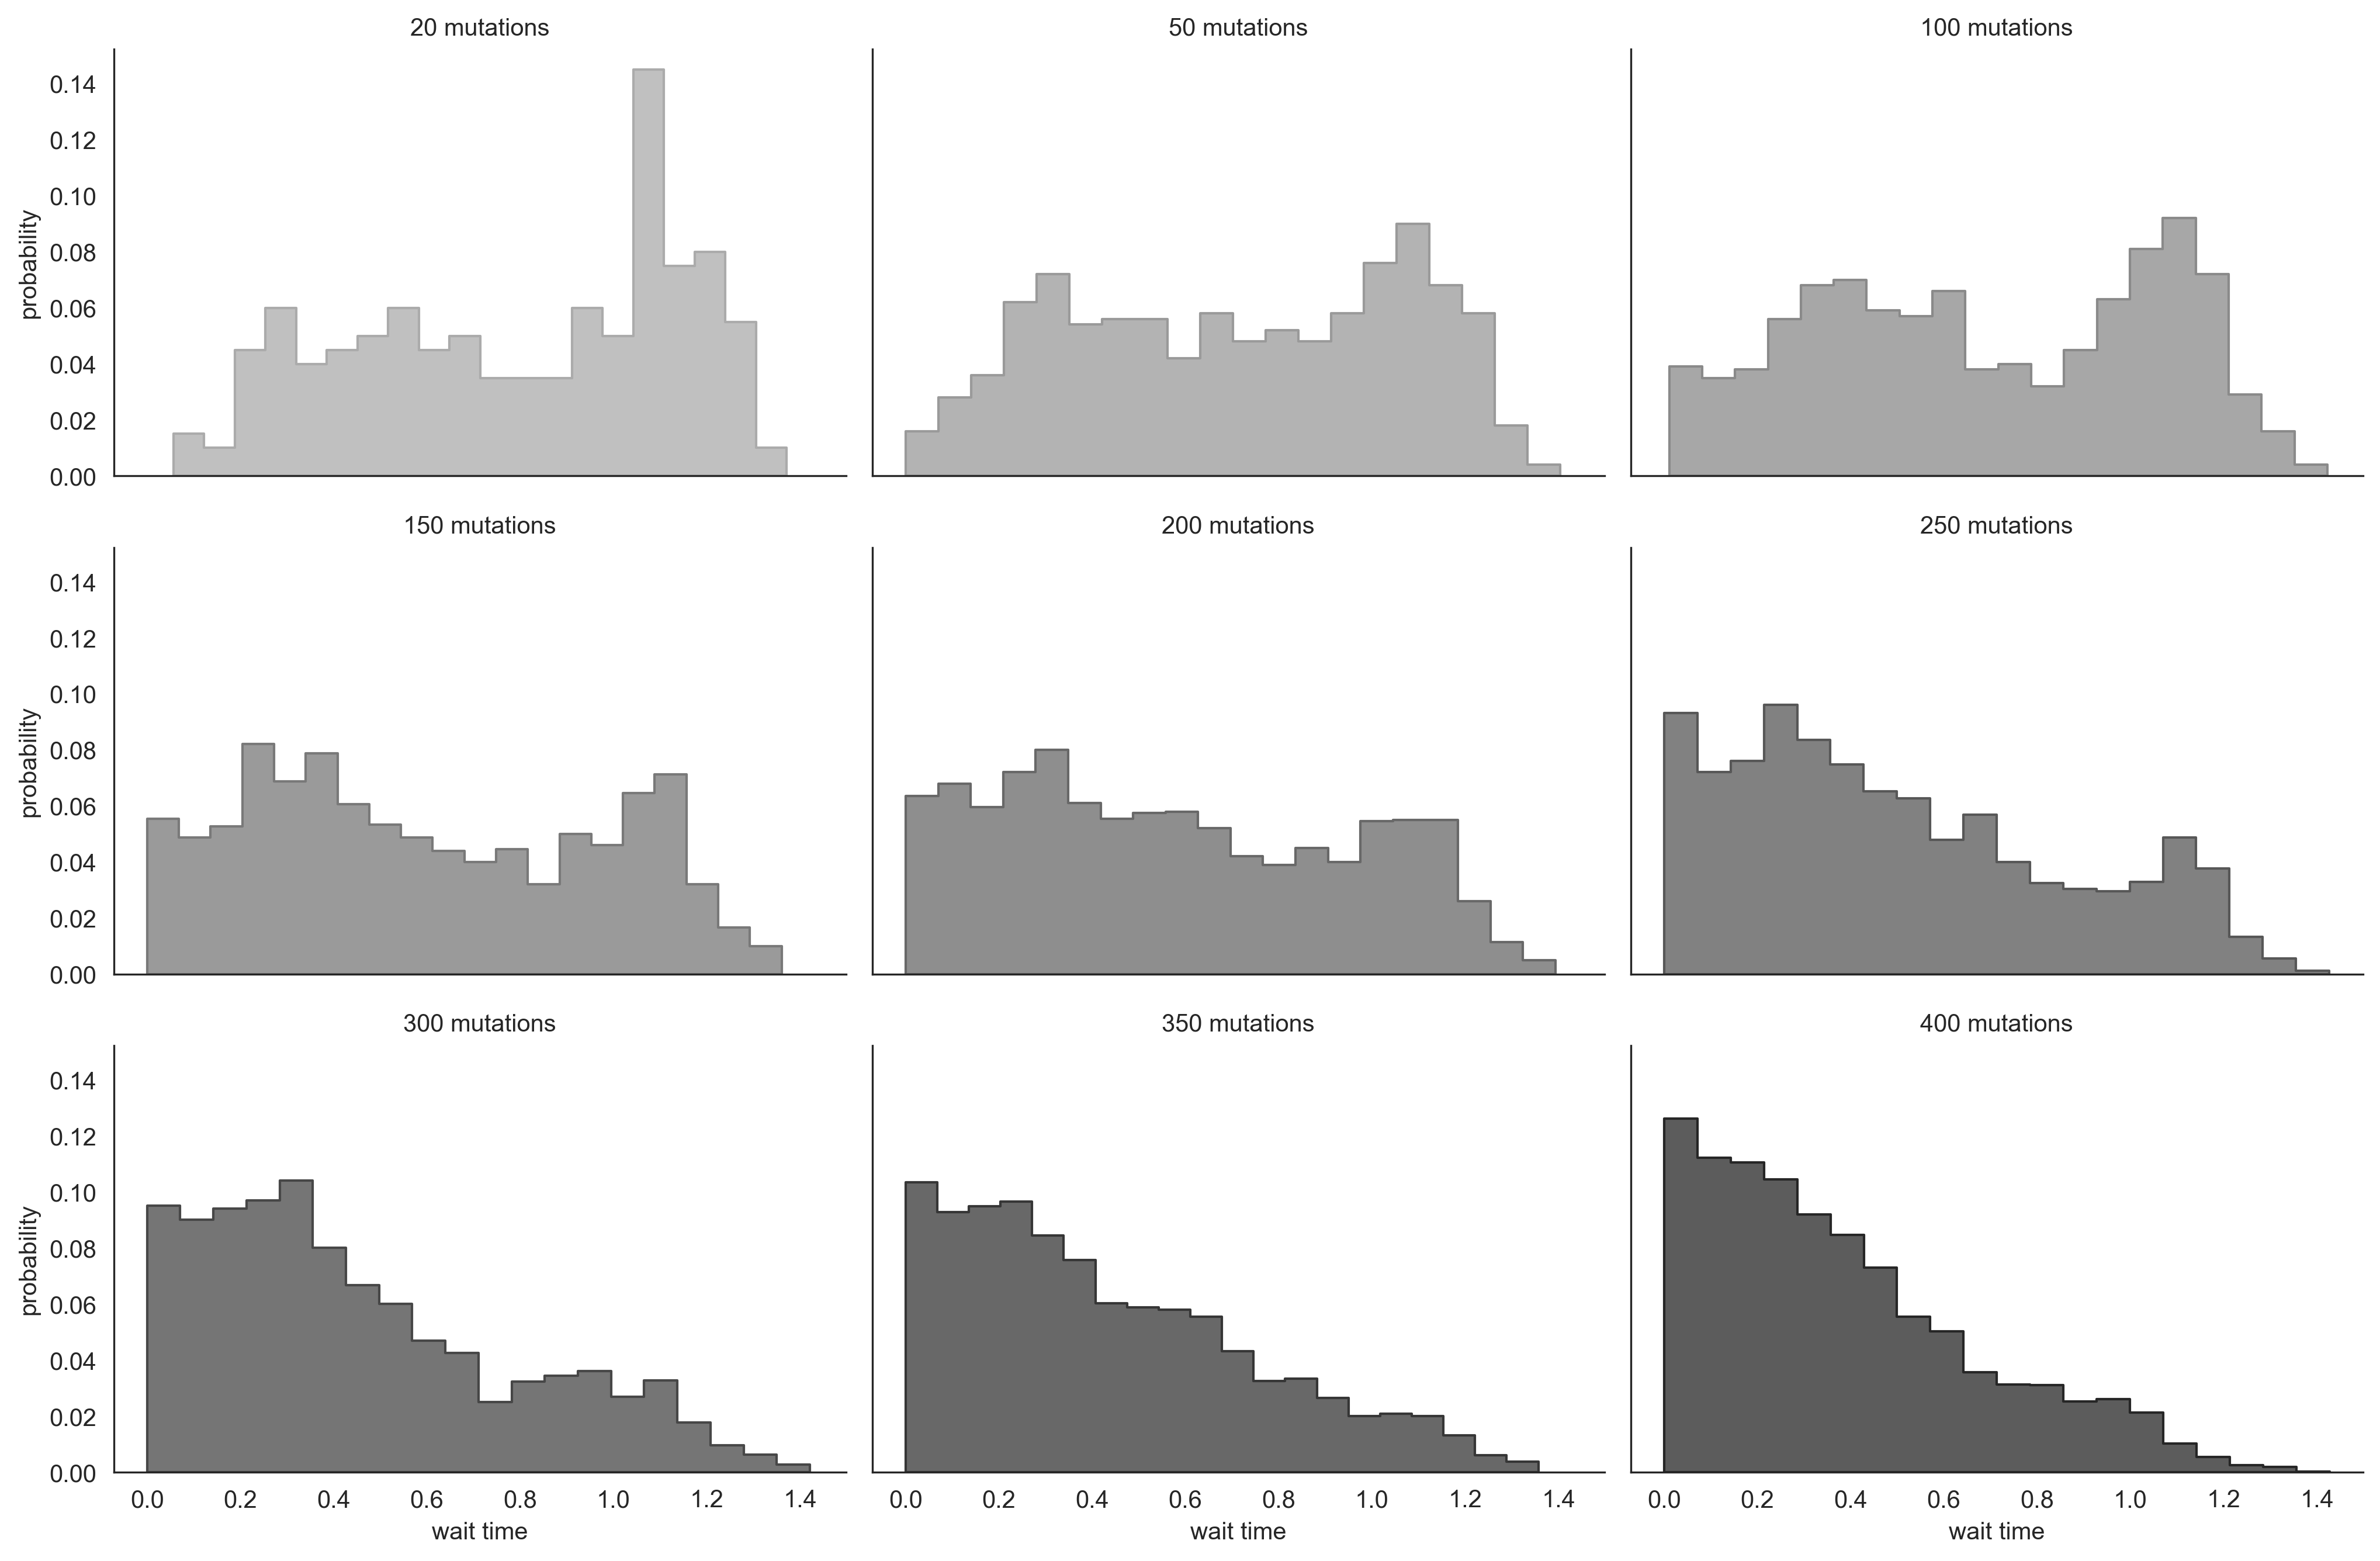 20 mutations
50 mutations
100 mutations
probability
0.14
0.12
0.10
0.08
0.06
0.04
0.02
0.00
150 mutations
200 mutations
250 mutations
probability
0.14
0.12
0.10
0.08
0.06
0.04
0.02
0.00
300 mutations
350 mutations
400 mutations
probability
0.14
0.12
0.10
0.08
0.06
0.04
0.02
0.00
0.0 0.2 0.4 0.6 0.8 1.0 1.2 1.4
wait time
0.0 0.2 0.4 0.6 0.8 1.0 1.2 1.4
wait time
0.0 0.2 0.4 0.6 0.8 1.0 1.2 1.4
wait time